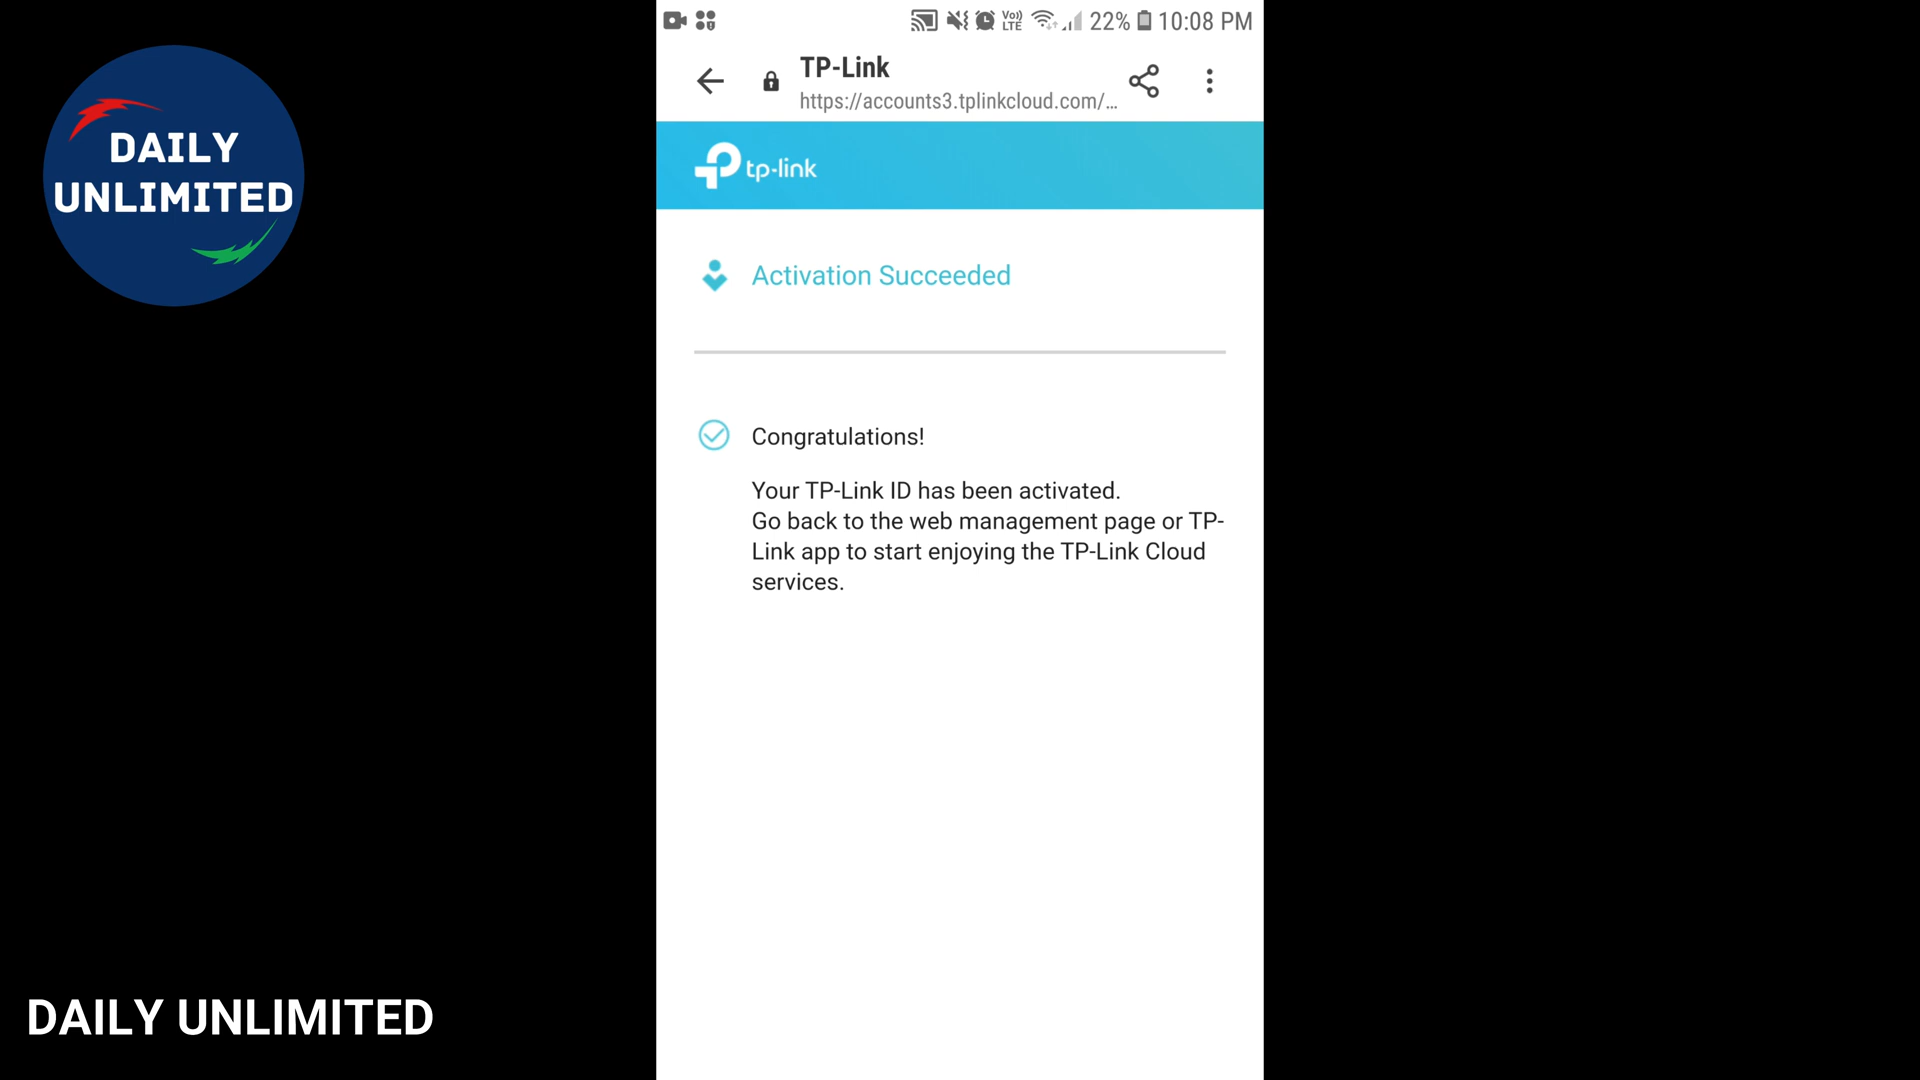 DAILY
UNLIMITED
Vo)) LTE 22% 10:08 PM
TP-Link
https://accounts3.tplinkcloud.com/...
tp-link
Activation Succeeded
Congratulations!
Your TP-Link ID has been activated.
Go back to the web management page or TP-
Link app to start enjoying the TP-Link Cloud
services.
DAILY UNLIMITED